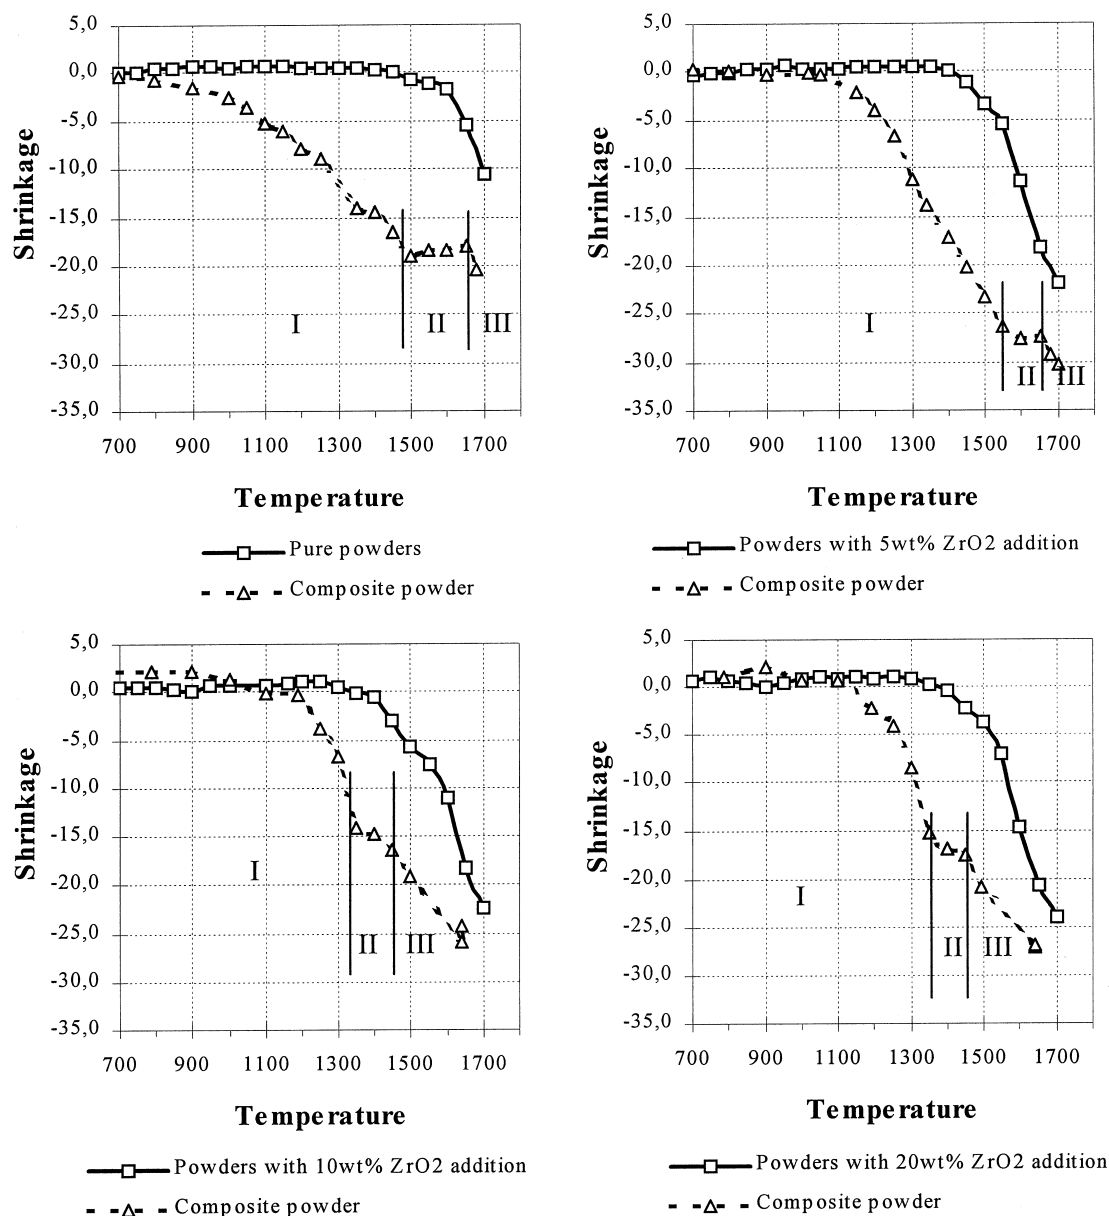 5,0
0,0
-5,0
-10,0
-15,0
-20,0
-25,0
-30,0
-35,0
Shrinkage
I
II
III
700 900 1100 1300 1500 1700
Temperature
Pure powders
Composite powder
5,0
0,0
-5,0
-10,0
-15,0
-20,0
-25,0
-30,0
-35,0
Shrinkage
I
II
III
700 900 1100 1300 1500 1700
Temperature
Powders with 5wt% ZrO2 addition
Composite powder
5,0
0,0
-5,0
-10,0
-15,0
-20,0
-25,0
-30,0
-35,0
Shrinkage
I
II
III
700 900 1100 1300 1500 1700
Temperature
Powders with 10wt% ZrO2 addition
Composite powder
5,0
0,0
-5,0
-10,0
-15,0
-20,0
-25,0
-30,0
-35,0
Shrinkage
I
II
III
700 900 1100 1300 1500 1700
Temperature
Powders with 20wt% ZrO2 addition
Composite powder